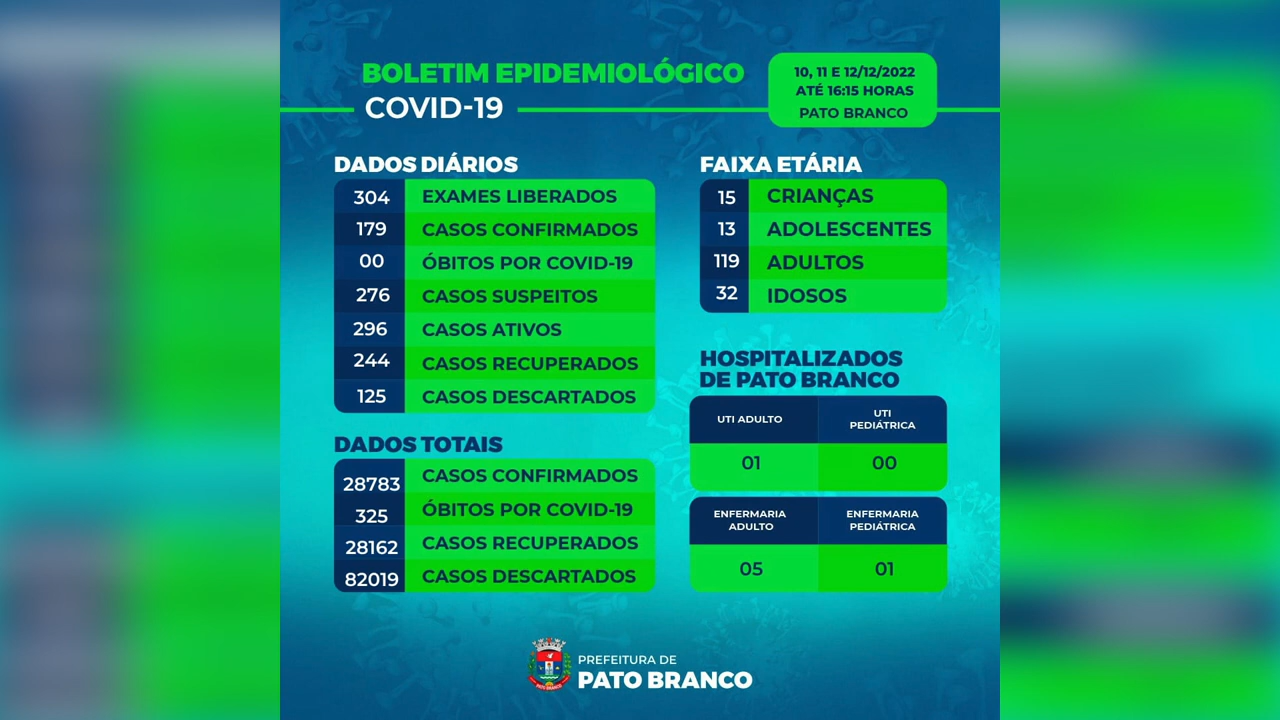 BOLETIM EPIDEMIOLÓGICO
COVID-19
10, 11 E 12/12/2022
ATÉ 16:15 HORAS
PATO BRANCO
DADOS DIÁRIOS
304 EXAMES LIBERADOS
179 CASOS CONFIRMADOS
00 ÓBITOS POR COVID-19
276 CASOS SUSPEITOS
296 CASOS ATIVOS
244 CASOS RECUPERADOS
125 CASOS DESCARTADOS
DADOS TOTAIS
28783 CASOS CONFIRMADOS
325 ÓBITOS POR COVID-19
28162 CASOS RECUPERADOS
82019 CASOS DESCARTADOS
FAIXA ETÁRIA
15 CRIANÇAS
13 ADOLESCENTES
119 ADULTOS
32 IDOSOS
HOSPITALIZADOS
DE PATO BRANCO
UTI ADULTO
UTI
PEDIÁTRICA
01
00
ENFERMARIA
ADULTO
ENFERMARIA
PEDIÁTRICA
05
01
PATO BRANCO
PREFEITURA DE
PATO BRANCO